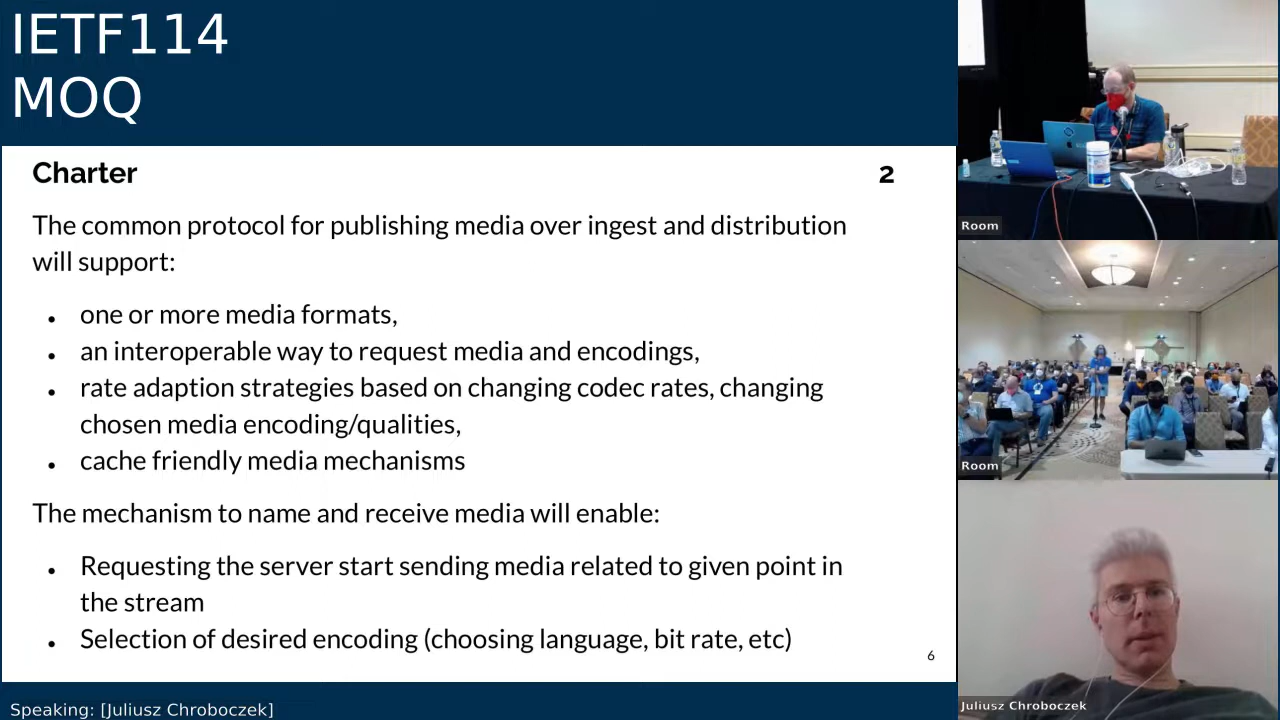 IETF114
MOQ
Charter 2
The common protocol for publishing media over ingest and distribution
will support:
• one or more media formats,
• an interoperable way to request media and encodings,
• rate adaption strategies based on changing codec rates, changing
chosen media encoding/qualities,
• cache friendly media mechanisms
The mechanism to name and receive media will enable:
• Requesting the server start sending media related to given point in
the stream
• Selection of desired encoding (choosing language, bit rate, etc)
6
Speaking: [Juliusz Chroboczek]
Room
Room
Juliusz Chroboczek